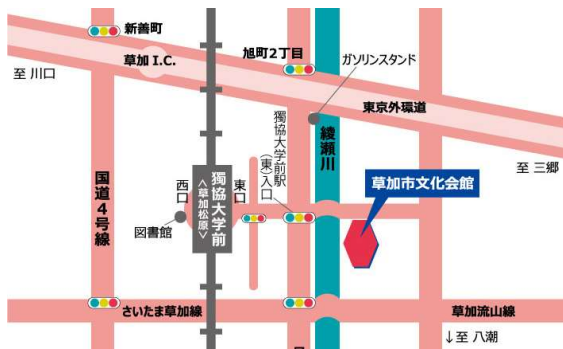 新善町
草加 I.C.
旭町2丁目
ガソリンスタンド
至 川口
東京外環道
至 三郷
国道4号線
西口
獨協大学前
<草加松原>
東口
獨協大学前駅
(東)入口
綾瀬川
草加市文化会館
図書館
さいたま草加線
草加流山線
↓至 八潮